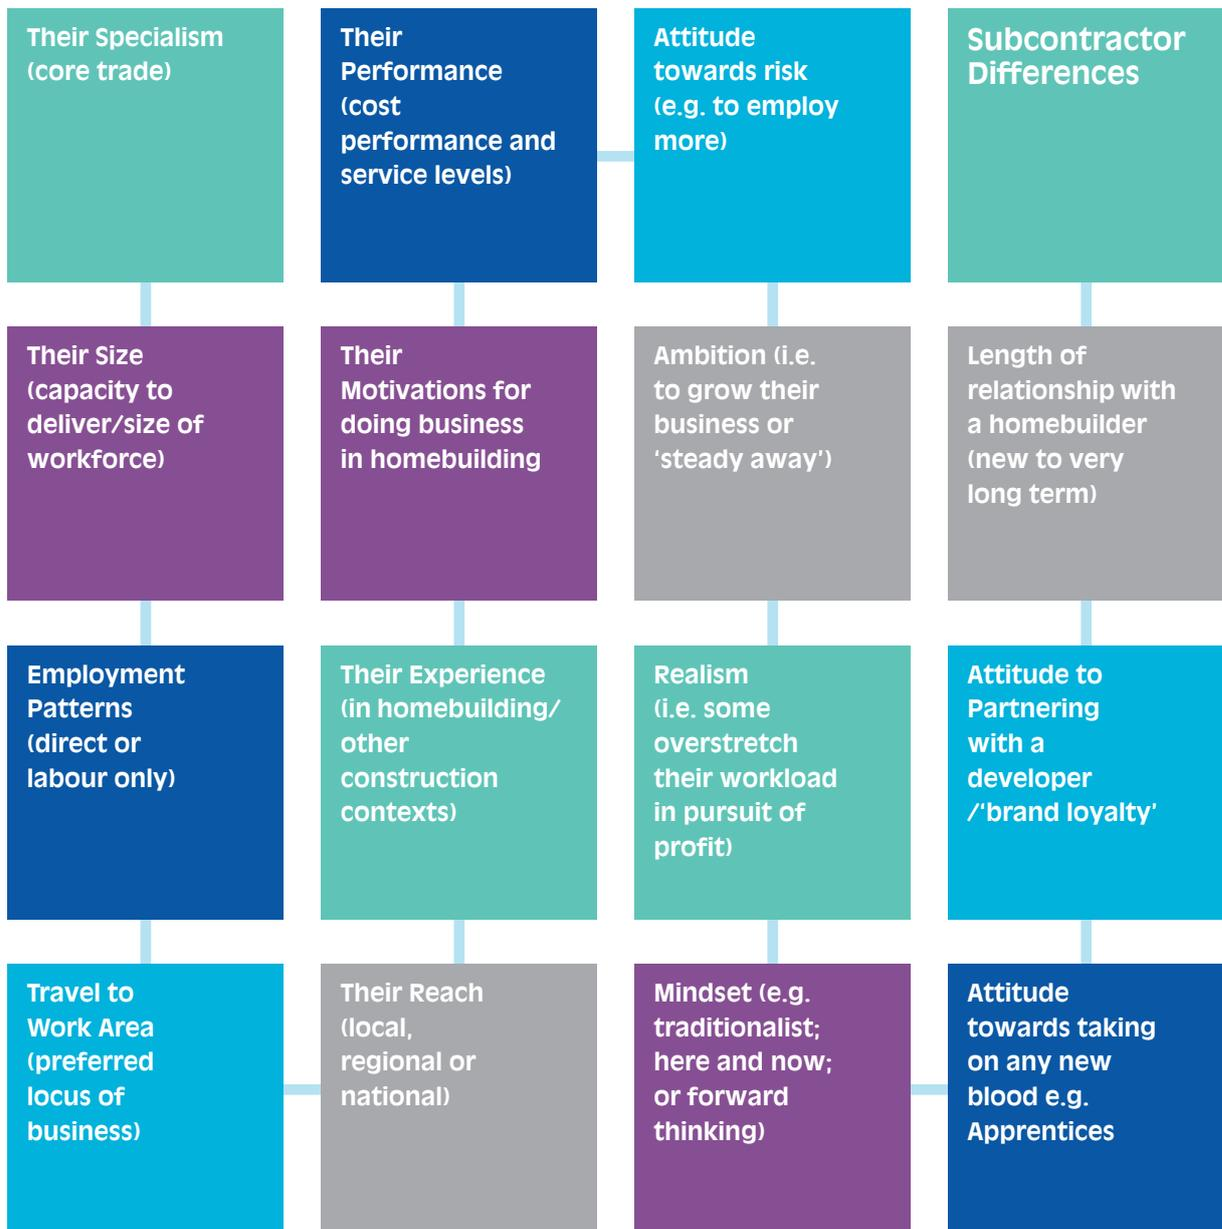 Their Specialism
(core trade)
Their
Performance
(cost
performance and
service levels)
Attitude
towards risk
(e.g. to employ
more)
Subcontractor
Differences
Their Size
(capacity to
deliver/size of
workforce)
Their
Motivations for
doing business
in homebuilding
Ambition (i.e.
to grow their
business or
‘steady away’)
Length of
relationship with
a homebuilder
(new to very
long term)
Employment
Patterns
(direct or
labour only)
Their Experience
(in homebuilding/
other
construction
contexts)
Realism
(i.e. some
overstretch
their workload
in pursuit of
profit)
Attitude to
Partnering
with a
developer
/‘brand loyalty’
Travel to
Work Area
(preferred
locus of
business)
Their Reach
(local,
regional or
national)
Mindset (e.g.
traditionalist;
here and now;
or forward
thinking)
Attitude
towards taking
on any new
blood e.g.
Apprentices